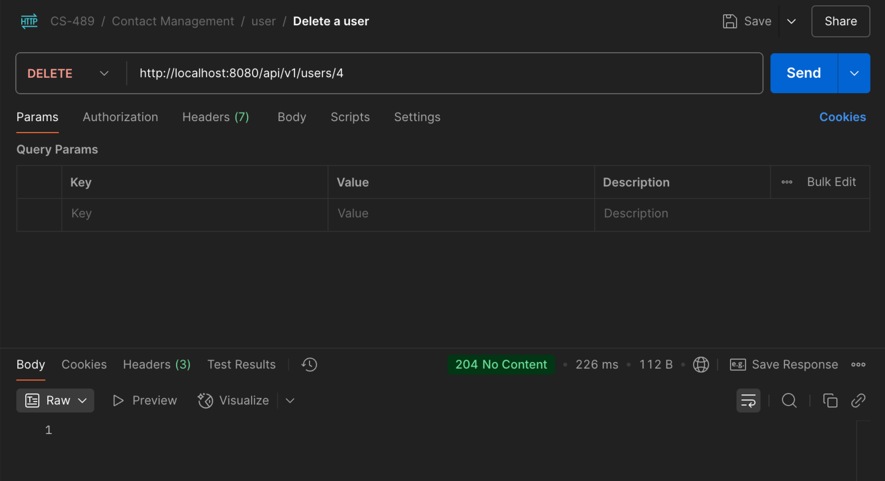 HTTP CS-489 / Contact Management / user / Delete a user Save Share
DELETE http://localhost:8080/api/v1/users/4 Send
Params Authorization Headers (7) Body Scripts Settings Cookies
Query Params
Key Value Description ••• Bulk Edit
Key Value Description
Body Cookies Headers (3) Test Results 204 No Content • 226 ms • 112 B • e.g. Save Response
Raw Preview Visualize
1